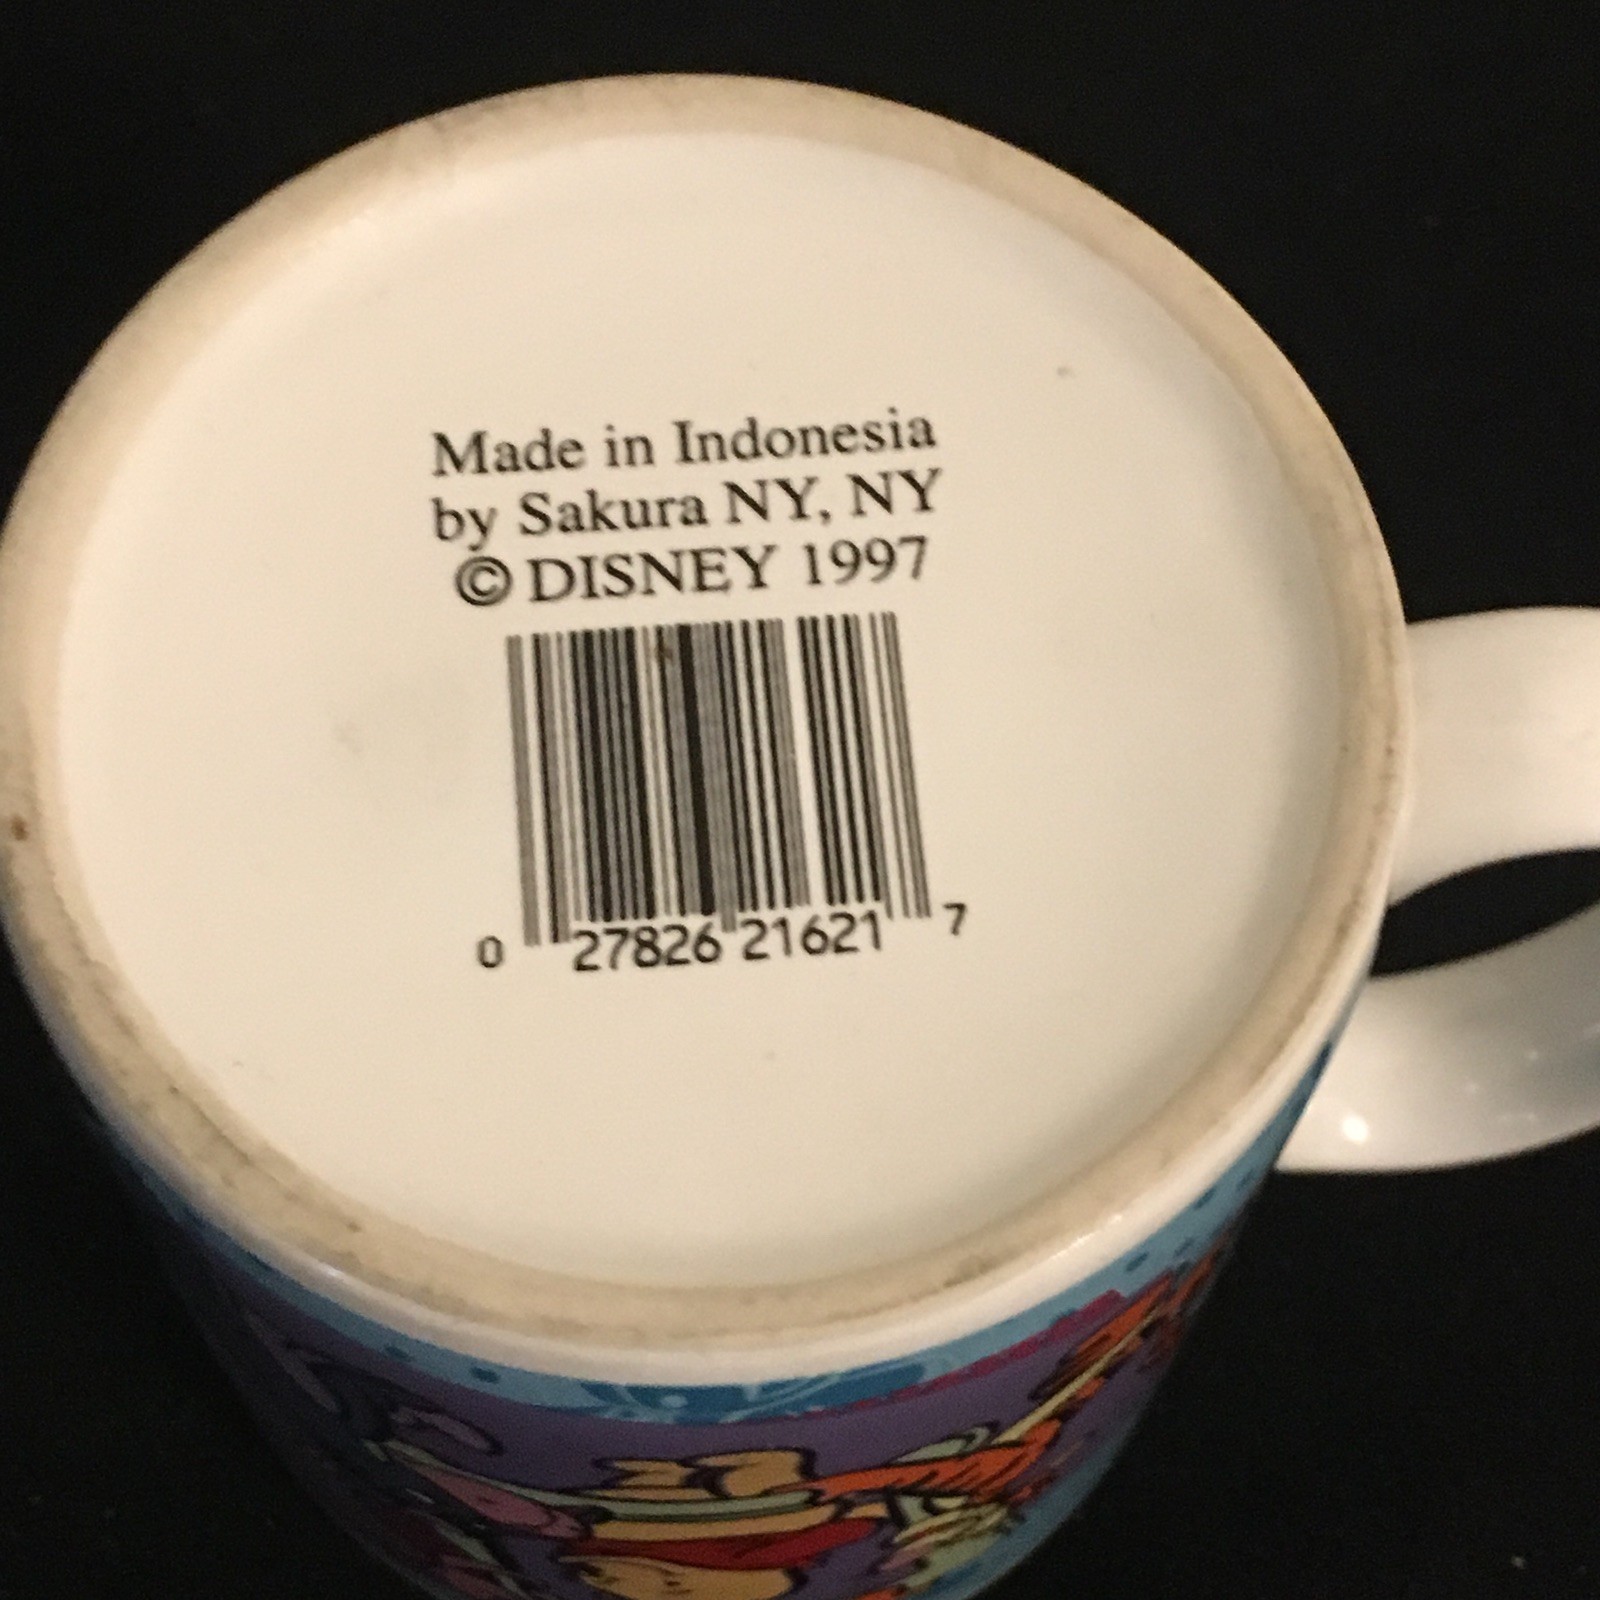 Made in Indonesia
by Sakura NY, NY
© DISNEY 1997
0 27826 21621 7